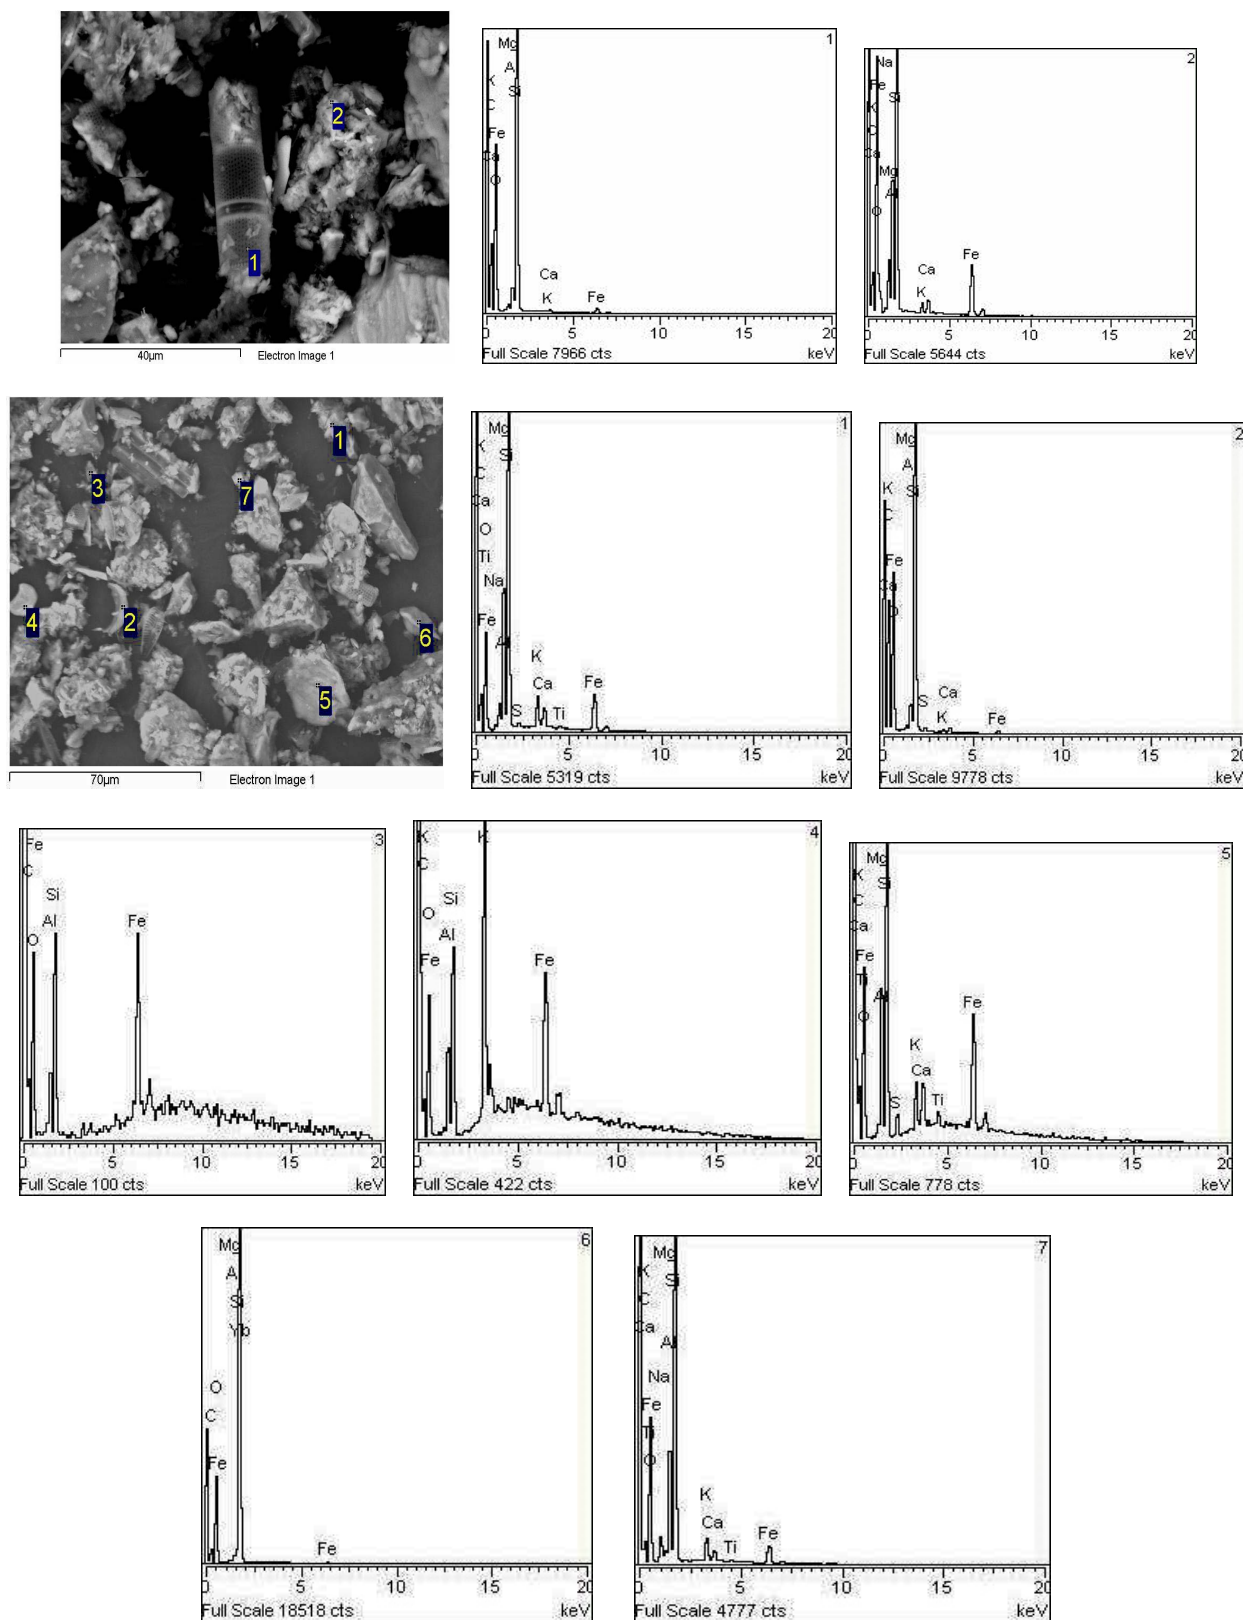 2
1
40µm Electron Image 1
1
Mg
A
K
Si
C
Fe
Ca
O
Ca
K
Fe
0 5 10 15 20
Full Scale 7966 cts keV
2
Na
Fe
Si
K
C
Ca
Mg
Al
O
Ca
K
Fe
0 5 10 15 20
Full Scale 5644 cts keV
1
3
7
4
2
6
5
70µm Electron Image 1
1
Mg
K
Si
C
Ca
O
Ti
Na
Fe
Al
K
Ca
Fe
S
Ti
0 5 10 15 20
Full Scale 5319 cts keV
2
Mg
A
K
Si
C
Fe
Ca
O
S
Ca
K
Fe
0 5 10 15 20
Full Scale 9778 cts keV
3
Fe
C
Si
Al
Fe
O
0 5 10 15 20
Full Scale 100 cts keV
4
K
K
C
Si
O
Al
Fe
Fe
0 5 10 15 20
Full Scale 422 cts keV
5
Mg
K
Si
C
Ca
Fe
Ti
Al
O
Fe
K
Ca
Ti
S
0 5 10 15 20
Full Scale 778 cts keV
6
Mg
A
Si
Yb
O
C
Fe
Fe
0 5 10 15 20
Full Scale 18518 cts keV
7
Mg
K
Si
C
Ca
Al
Na
Fe
Ti
O
K
Ca
Ti
Fe
0 5 10 15 20
Full Scale 4777 cts keV